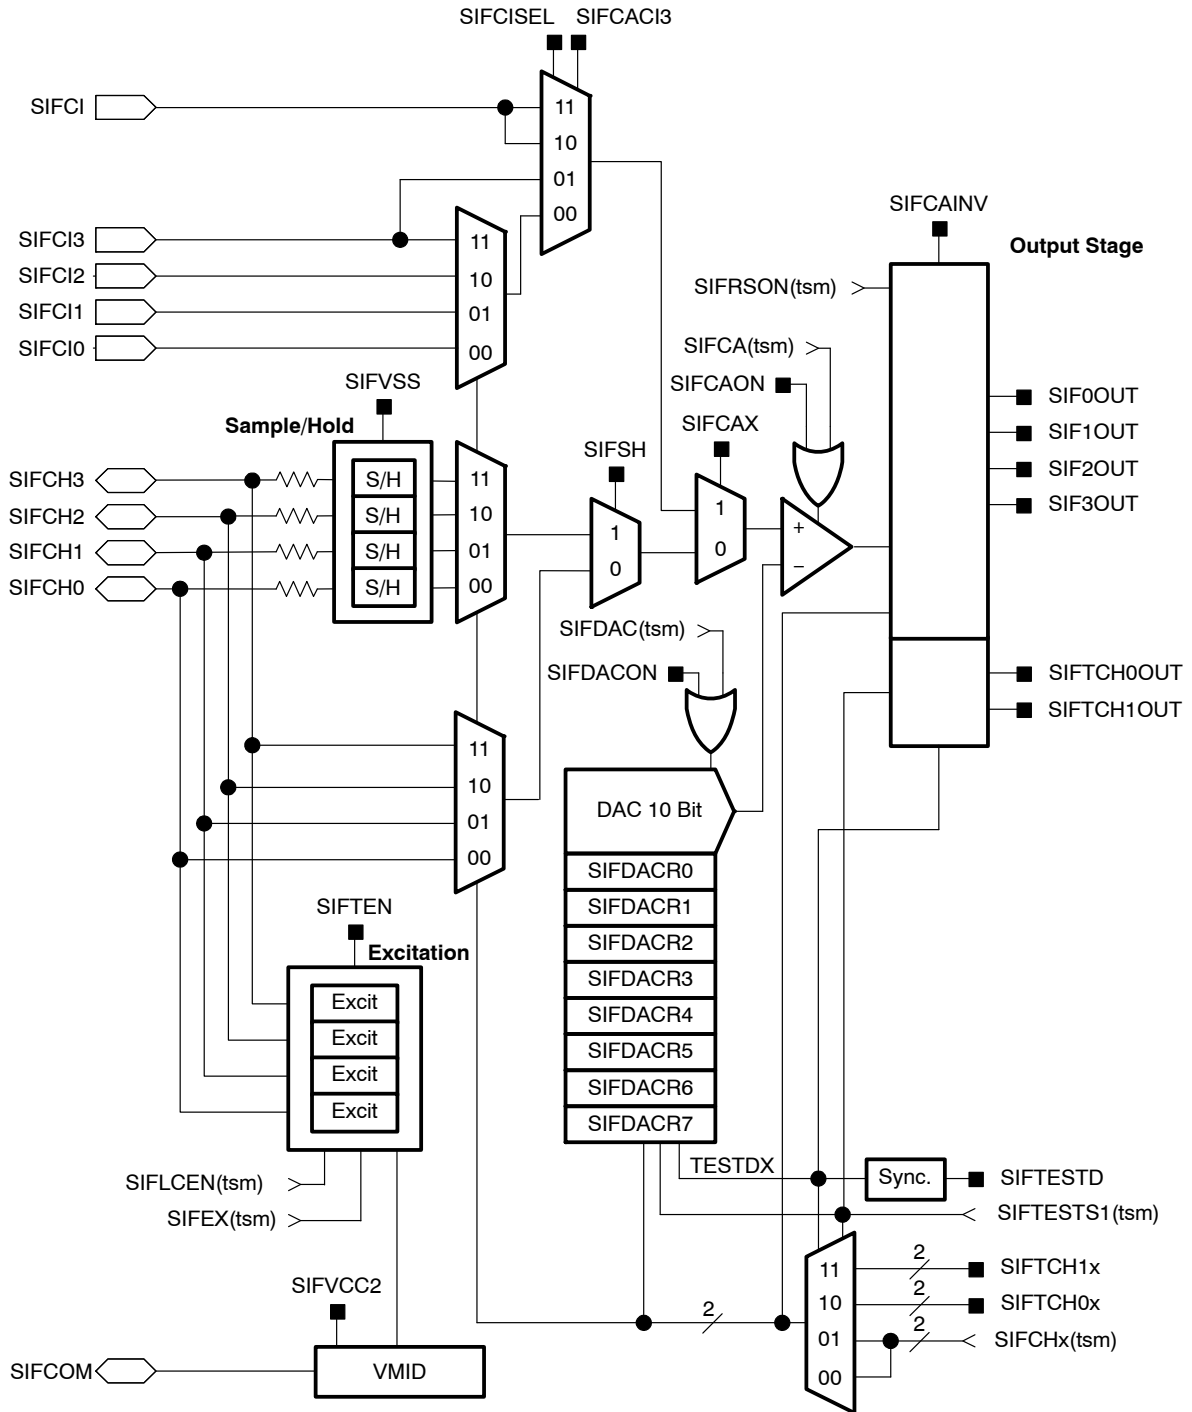 SIFCISEL SIFCACI3
SIFCI
11
10
01
00
SIFCAINV
Output Stage
SIFCI3
SIFCI2
SIFCI1
SIFCI0
11
10
01
00
SIFRSON(tsm)
SIFCA(tsm)
SIFCAON
SIFVSS
Sample/Hold
SIFCAX
SIFSH
SIF0OUT
SIF1OUT
SIF2OUT
SIF3OUT
SIFCH3
SIFCH2
SIFCH1
SIFCH0
S/H
S/H
S/H
S/H
11
10
01
00
1
0
1
0
+
−
SIFDAC(tsm)
SIFDACON
SIFTCH0OUT
SIFTCH1OUT
11
10
01
00
DAC 10 Bit
SIFDACR0
SIFDACR1
SIFDACR2
SIFDACR3
SIFDACR4
SIFDACR5
SIFDACR6
SIFDACR7
SIFTEN
Excitation
Excit
Excit
Excit
Excit
SIFLCEN(tsm)
SIFEX(tsm)
TESTDX
Sync.
SIFTESTD
SIFTESTS1(tsm)
11
10
01
00
2
SIFTCH1x
2
SIFTCH0x
2
SIFCHx(tsm)
2
SIFVCC2
SIFCOM
VMID